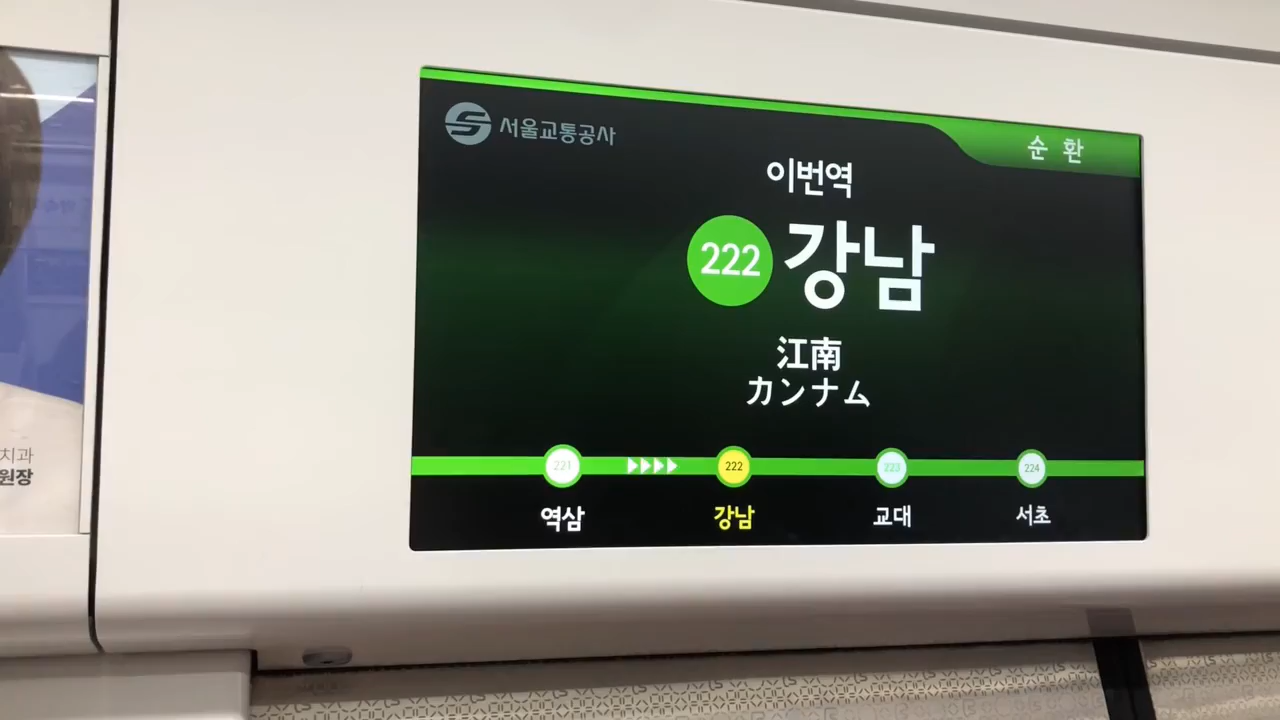 서울교통공사
순환
이번역
222 강남
江南
カンナム
221 222 223 224
역삼 강남 교대 서초
치과
원장